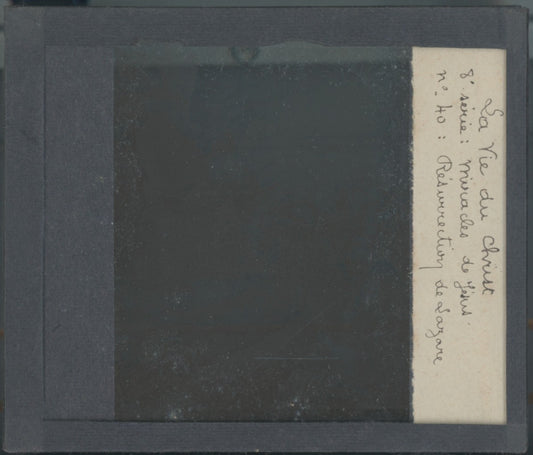 La Vie du Christ
8e série : Miracles de Jésus.
n° 40 : Résurrection de Lazare